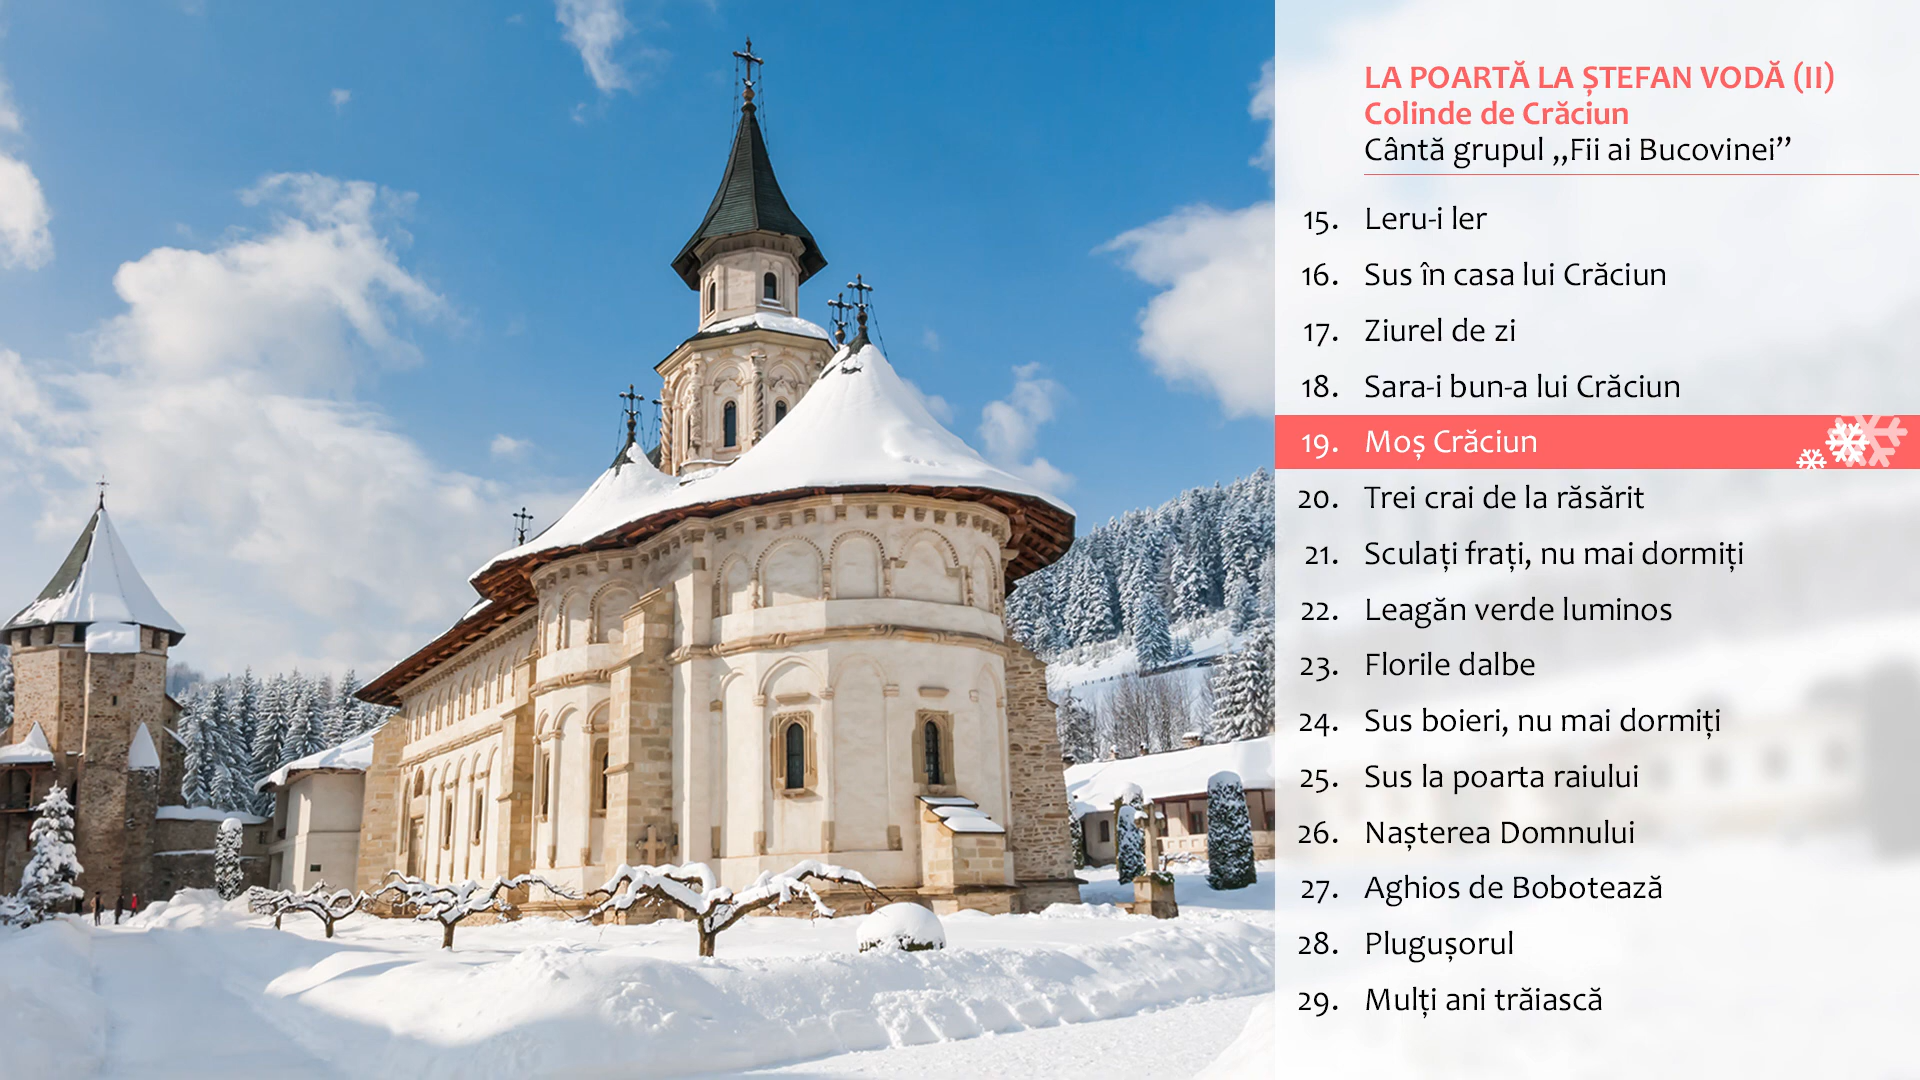 LA POARTĂ LA ȘTEFAN VODĂ (II)
Colinde de Crăciun
Cântă grupul ,,Fii ai Bucovinei”
15. Leru-i ler
16. Sus în casa lui Crăciun
17. Ziurel de zi
18. Sara-i bun-a lui Crăciun
19. Moș Crăciun
20. Trei crai de la răsărit
21. Sculați frați, nu mai dormiți
22. Leagăn verde luminos
23. Florile dalbe
24. Sus boieri, nu mai dormiți
25. Sus la poarta raiului
26. Nașterea Domnului
27. Aghios de Bobotează
28. Plugușorul
29. Mulți ani trăiască